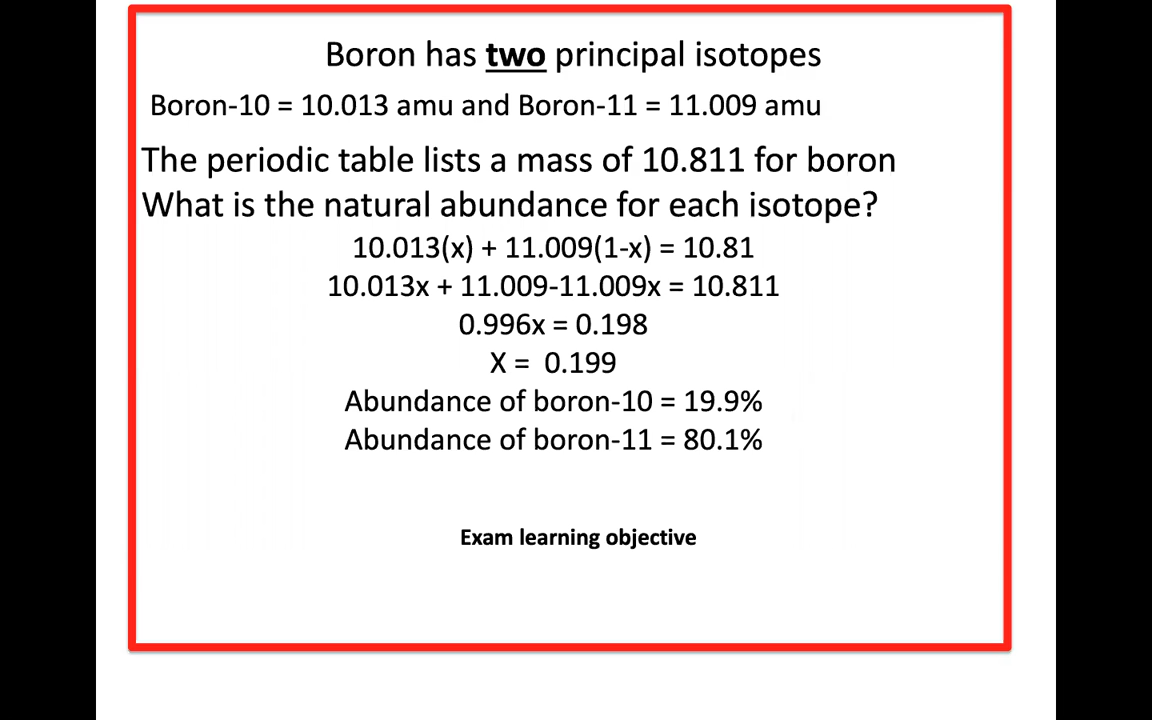 Boron has two principal isotopes
Boron-10 = 10.013 amu and Boron-11 = 11.009 amu
The periodic table lists a mass of 10.811 for boron
What is the natural abundance for each isotope?
10.013(x) + 11.009(1-x) = 10.81
10.013x + 11.009-11.009x = 10.811
0.996x = 0.198
X =  0.199
Abundance of boron-10 = 19.9%
Abundance of boron-11 = 80.1%
Exam learning objective